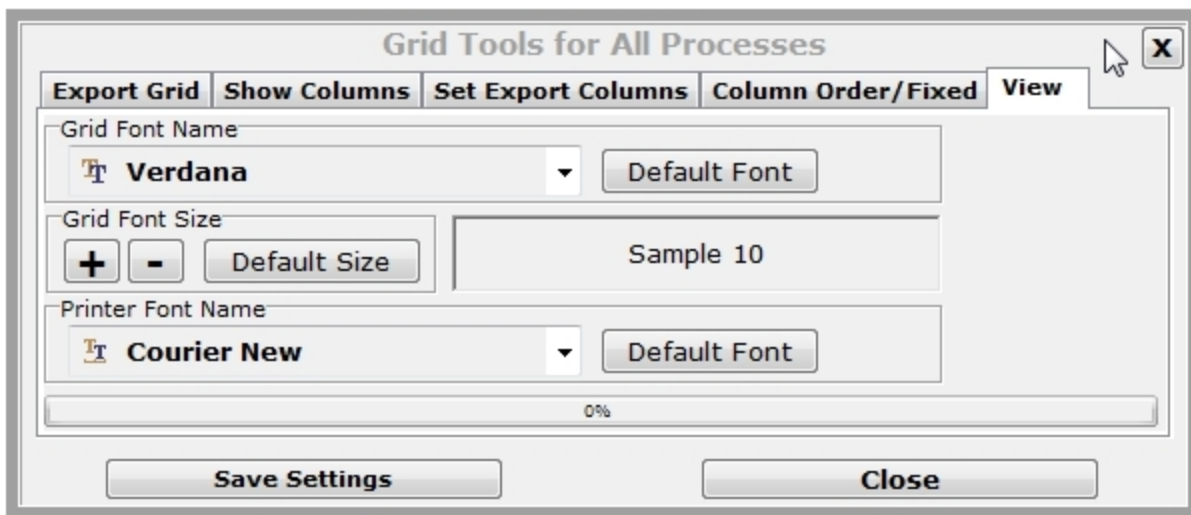 Grid Tools for All Processes
X
Export Grid Show Columns Set Export Columns Column Order/Fixed View
Grid Font Name
Verdana Default Font
Grid Font Size
+ - Default Size Sample 10
Printer Font Name
Courier New Default Font
0%
Save Settings Close